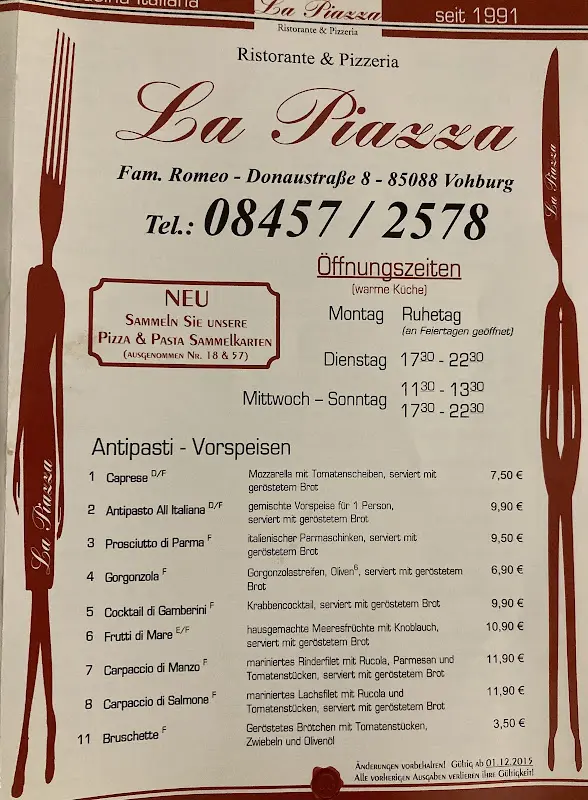 Cucina Italiana
La Piazza
seit 1991
Ristorante & Pizzeria
Ristorante & Pizzeria
La Piazza
Fam. Romeo - Donaustraße 8 - 85088 Vohburg
Tel.: 08457 / 2578
Öffnungszeiten
(warme Küche)
Montag Ruhetag
(an Feiertagen geöffnet)
Dienstag 17³⁰ - 22³⁰
Mittwoch – Sonntag 11³⁰ - 13³⁰
17³⁰ - 22³⁰
NEU
Sammeln Sie unsere
Pizza & Pasta Sammelkarten
(ausgenommen Nr. 18 & 57)
Antipasti - Vorspeisen
1 Caprese D/F Mozzarella mit Tomatenscheiben, serviert mit 7,50 €
geröstetem Brot
2 Antipasto All Italiana D/F gemischte Vorspeise für 1 Person, 9,90 €
serviert mit geröstetem Brot
3 Prosciutto di Parma F italienischer Parmaschinken, serviert mit 9,50 €
geröstetem Brot
4 Gorgonzola F Gorgonzolastreifen, Oliven⁶, serviert mit geröstetem 6,90 €
Brot
5 Cocktail di Gamberini F Krabbencocktail, serviert mit geröstetem Brot 9,90 €
6 Frutti di Mare E/F hausgemachte Meeresfrüchte mit Knoblauch, 10,90 €
serviert mit geröstetem Brot
7 Carpaccio di Manzo F mariniertes Rinderfilet mit Rucola, Parmesan und 11,90 €
Tomatenstücken, serviert mit geröstetem Brot
8 Carpaccio di Salmone F mariniertes Lachsfilet mit Rucola und 11,90 €
Tomatenstücken, serviert mit geröstetem Brot
11 Bruschette F Geröstetes Brötchen mit Tomatenstücken, 3,50 €
Zwiebeln und Olivenöl
Änderungen vorbehalten! Gültig ab 01.12.2015
Alle vorherigen Ausgaben verlieren ihre Gültigkeit!
La Piazza
La Piazza